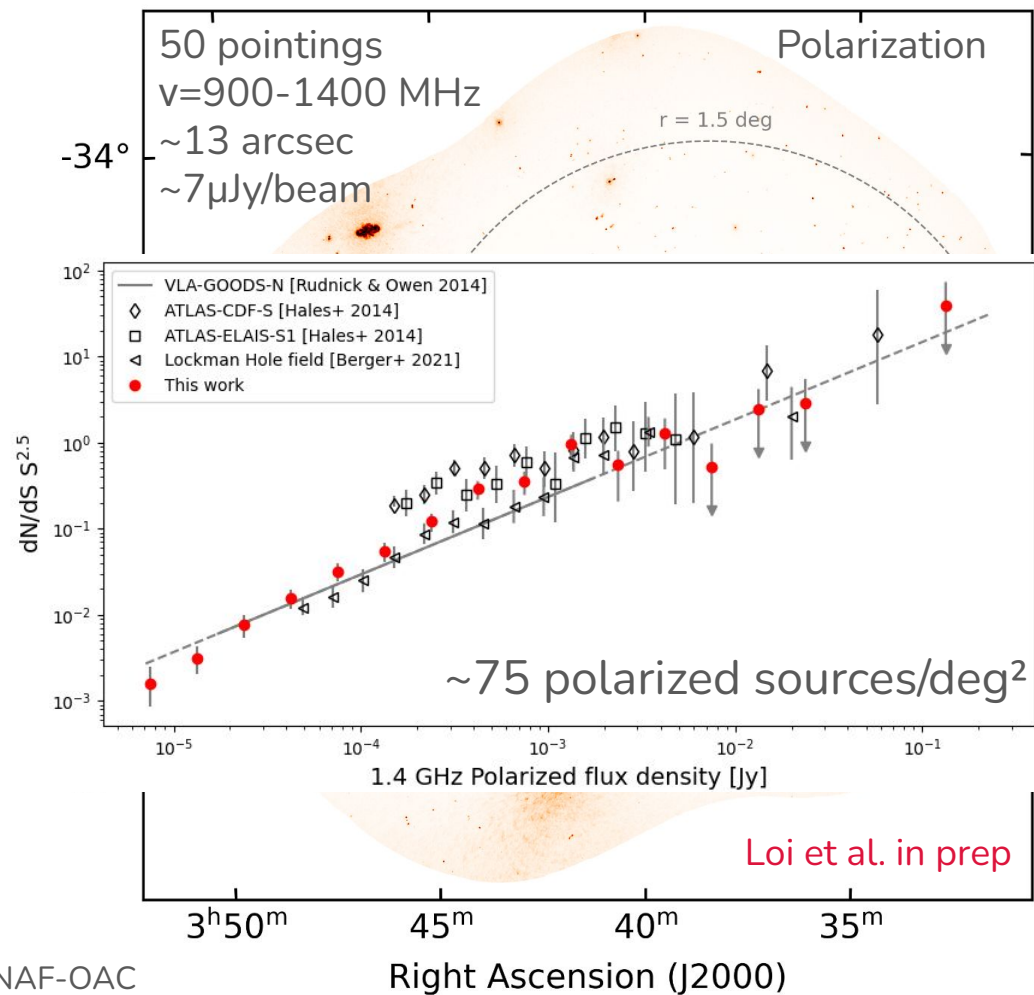 50 pointings
Polarization
ν=900-1400 MHz
~13 arcsec
~7μJy/beam
r = 1.5 deg
-34°
VLA-GOODS-N [Rudnick & Owen 2014]
ATLAS-CDF-S [Hales+ 2014]
ATLAS-ELAIS-S1 [Hales+ 2014]
Lockman Hole field [Berger+ 2021]
This work
10²
10¹
10⁰
10⁻¹
10⁻²
10⁻³
dN/dS S²·⁵
~75 polarized sources/deg²
10⁻⁵ 10⁻⁴ 10⁻³ 10⁻² 10⁻¹
1.4 GHz Polarized flux density [Jy]
Loi et al. in prep
3ʰ50ᵐ 45ᵐ 40ᵐ 35ᵐ
NAF-OAC
Right Ascension (J2000)